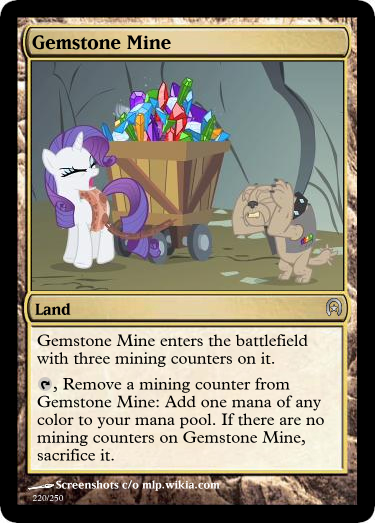 Gemstone Mine
Land
Gemstone Mine enters the battlefield
with three mining counters on it.
, Remove a mining counter from
Gemstone Mine: Add one mana of any
color to your mana pool. If there are no
mining counters on Gemstone Mine,
sacrifice it.
Screenshots c/o mlp.wikia.com
220/250